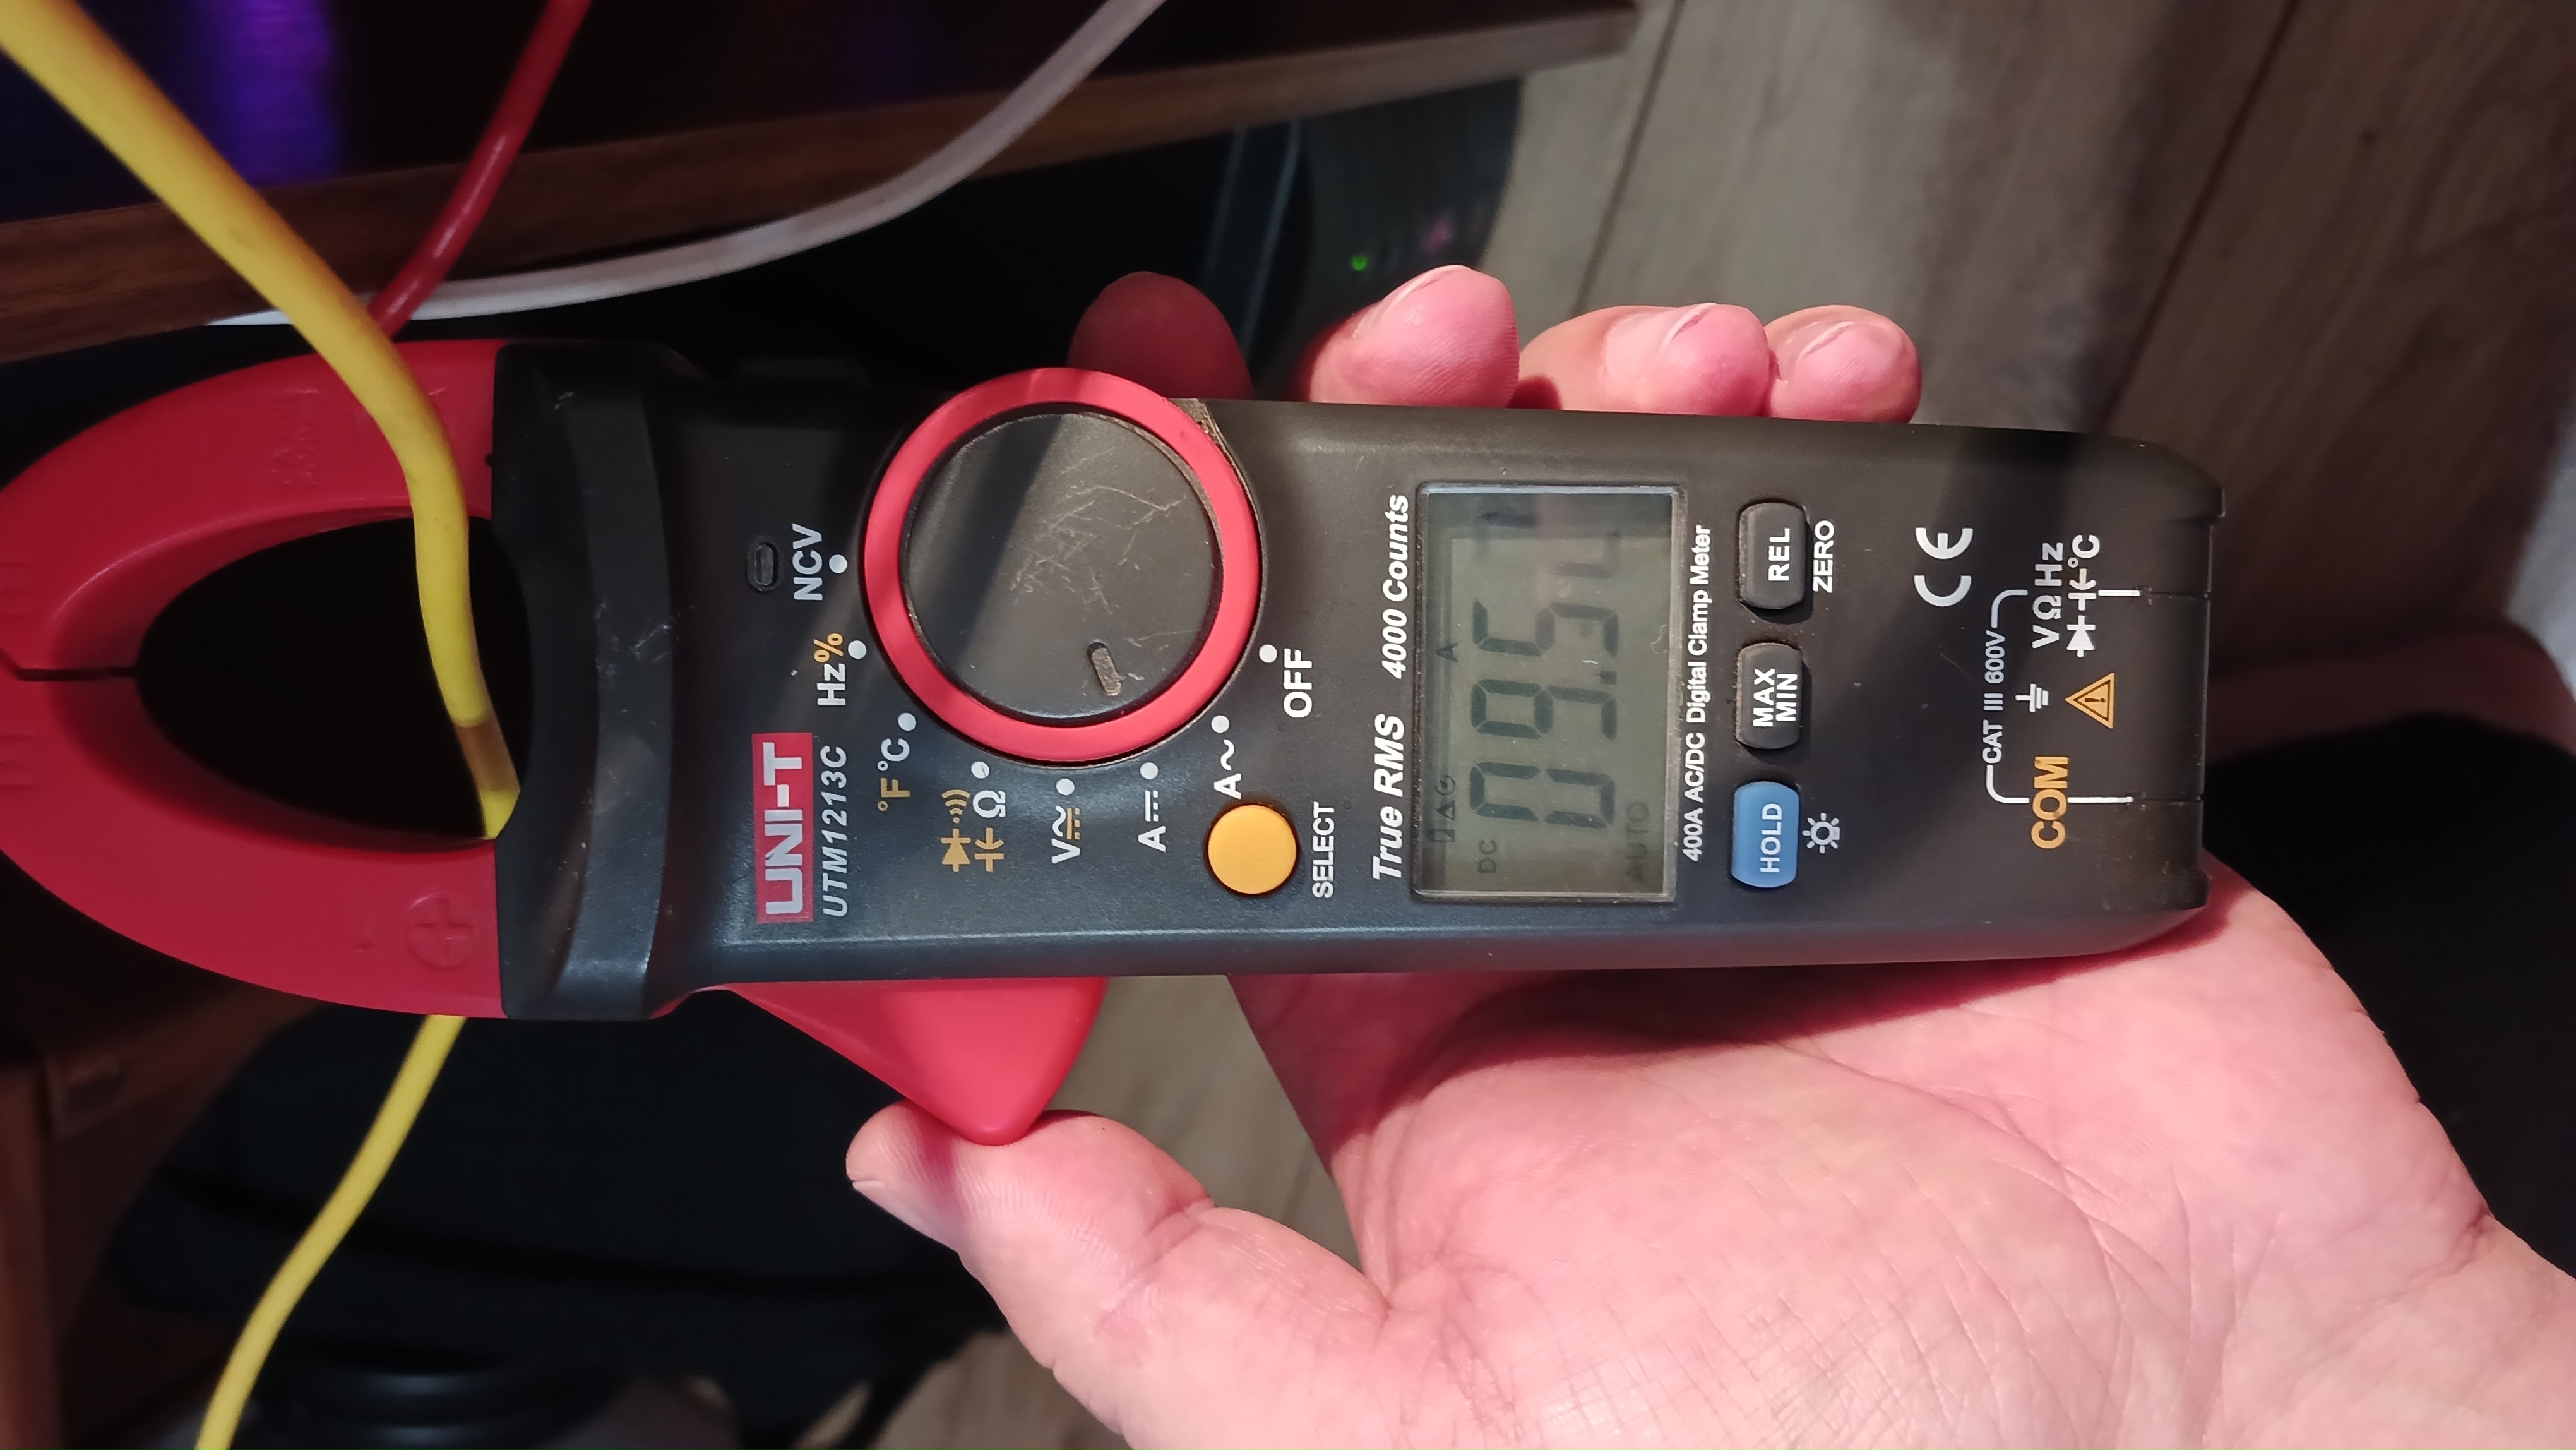 UNI-T
UTM1213C
NCV
Hz%
°F °C
Ω
V
A
A~
OFF
SELECT
True RMS 4000 Counts
A
DC
09.5
AUTO
400A AC/DC Digital Clamp Meter
HOLD
MAX MIN
REL
ZERO
CE
CAT III 600V
COM
VΩHz
°C